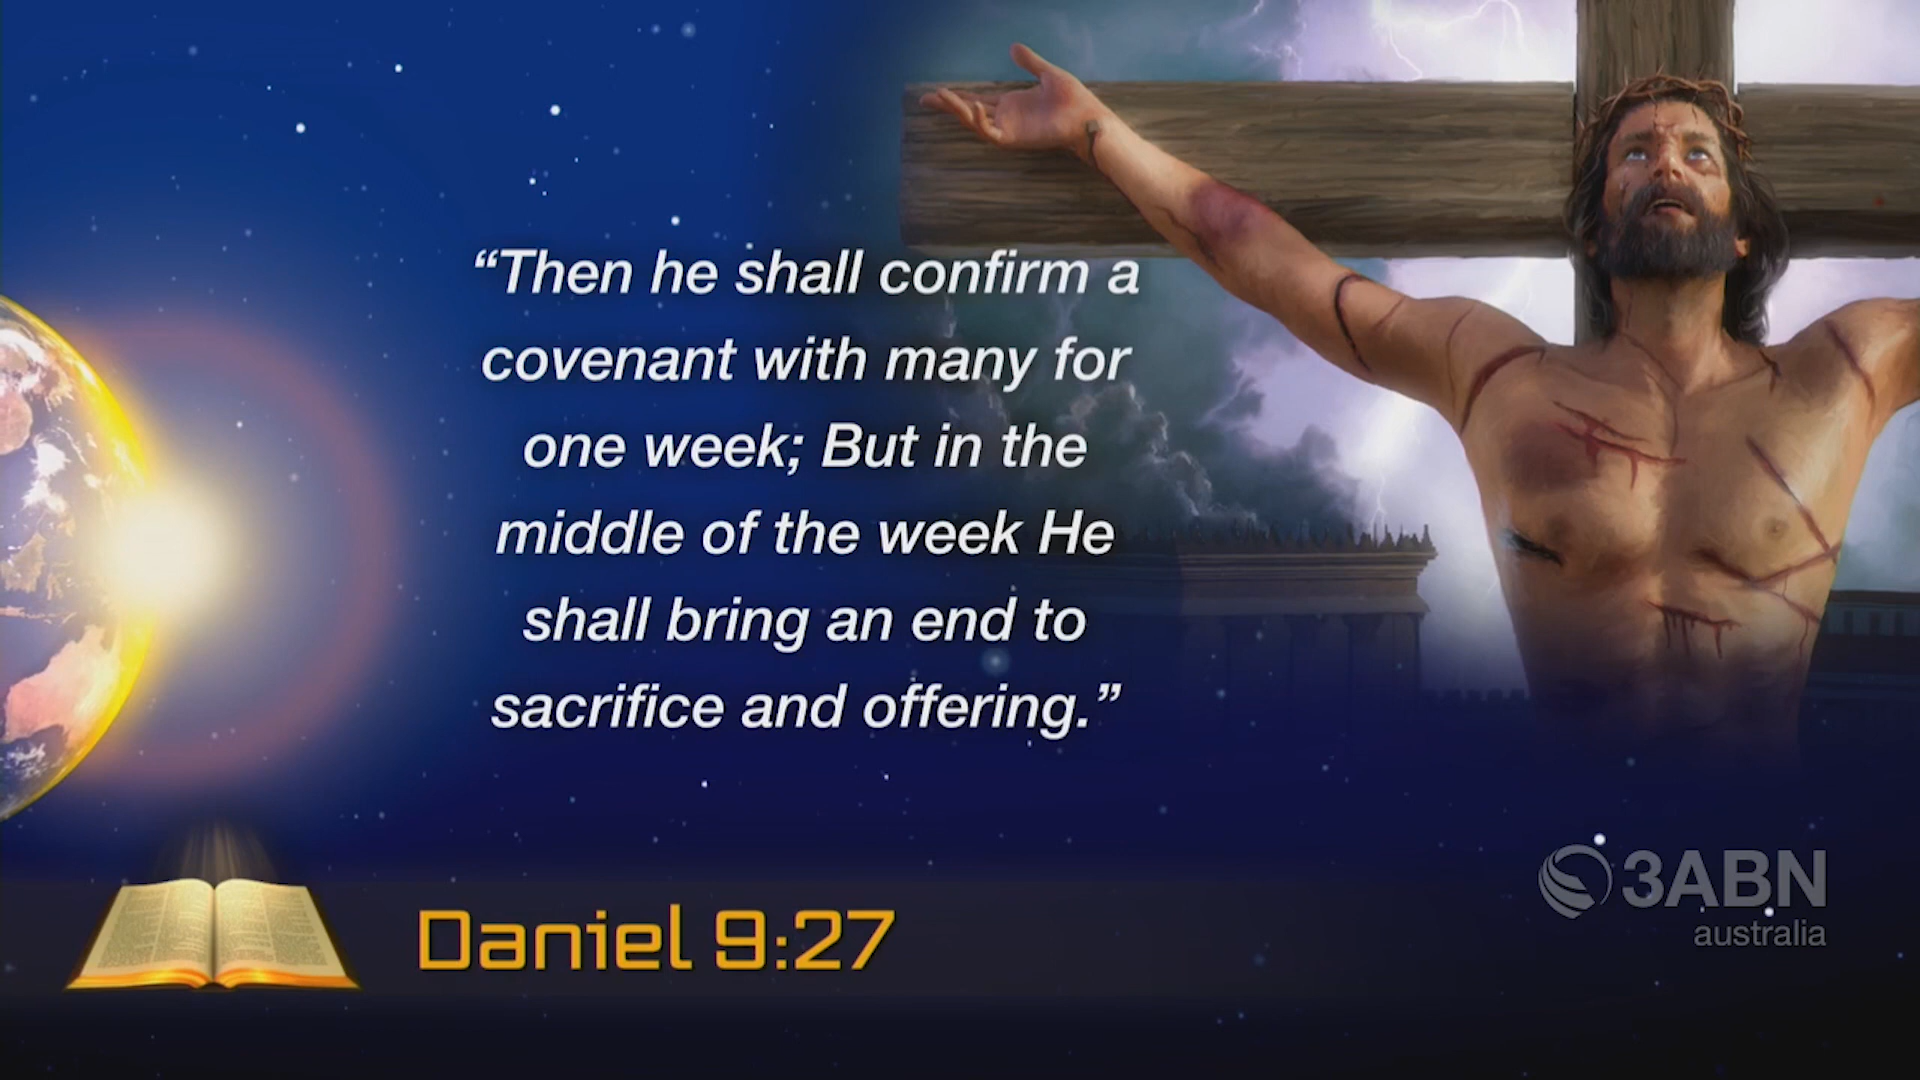 “Then he shall confirm a
covenant with many for
one week; But in the
middle of the week He
shall bring an end to
sacrifice and offering.”
Daniel 9:27
3ABN
australia